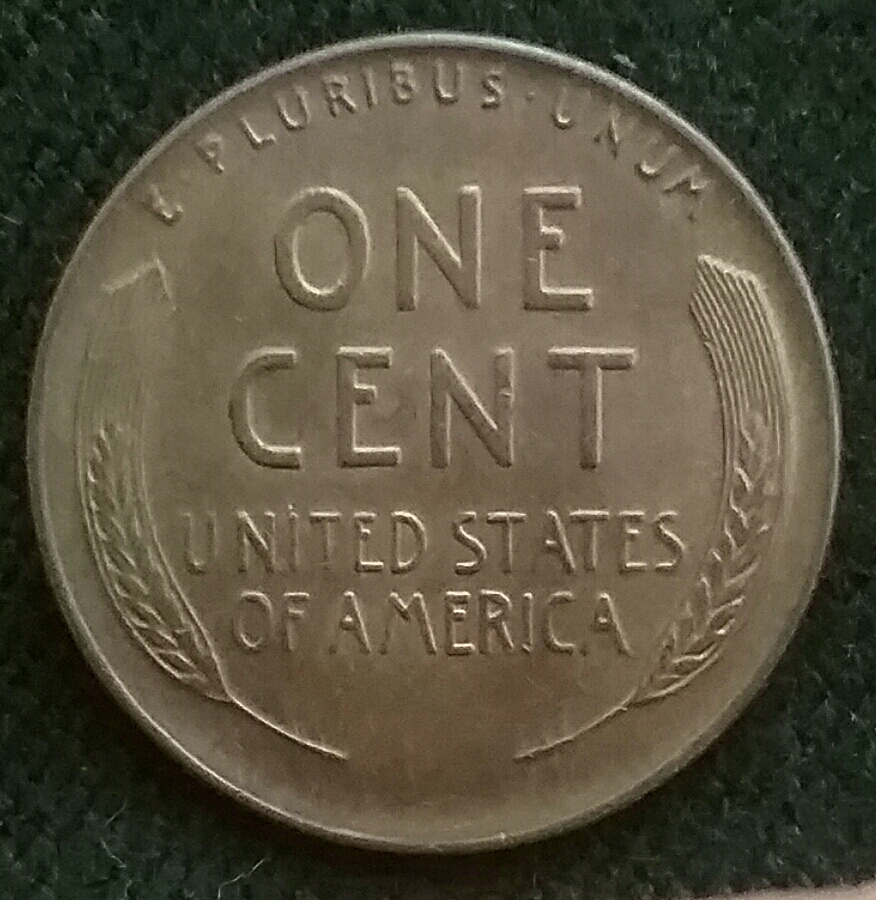 E·PLURIBUS·UNUM
ONE
CENT
UNITED STATES
OF AMERICA